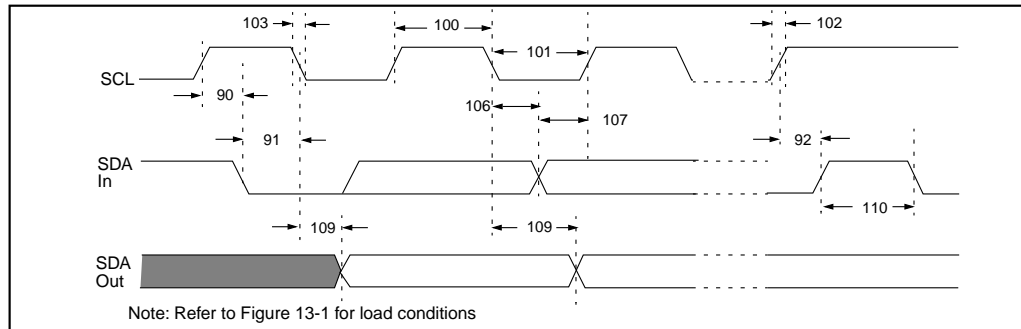 103
100
102
101
SCL
90
106
107
91
92
SDA
In
110
109
109
SDA
Out
Note: Refer to Figure 13-1 for load conditions